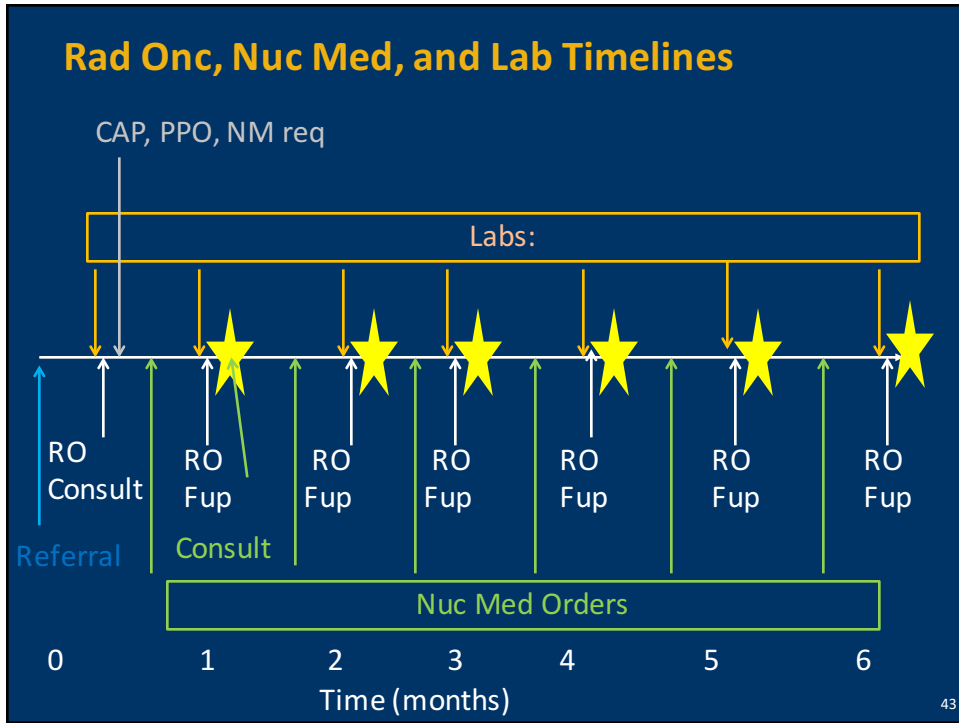 Rad Onc, Nuc Med, and Lab Timelines
CAP, PPO, NM req
Labs:
RO
Consult
RO
Fup
RO
Fup
RO
Fup
RO
Fup
RO
Fup
RO
Fup
Referral
Consult
Nuc Med Orders
0 1 2 3 4 5 6
Time (months)
43